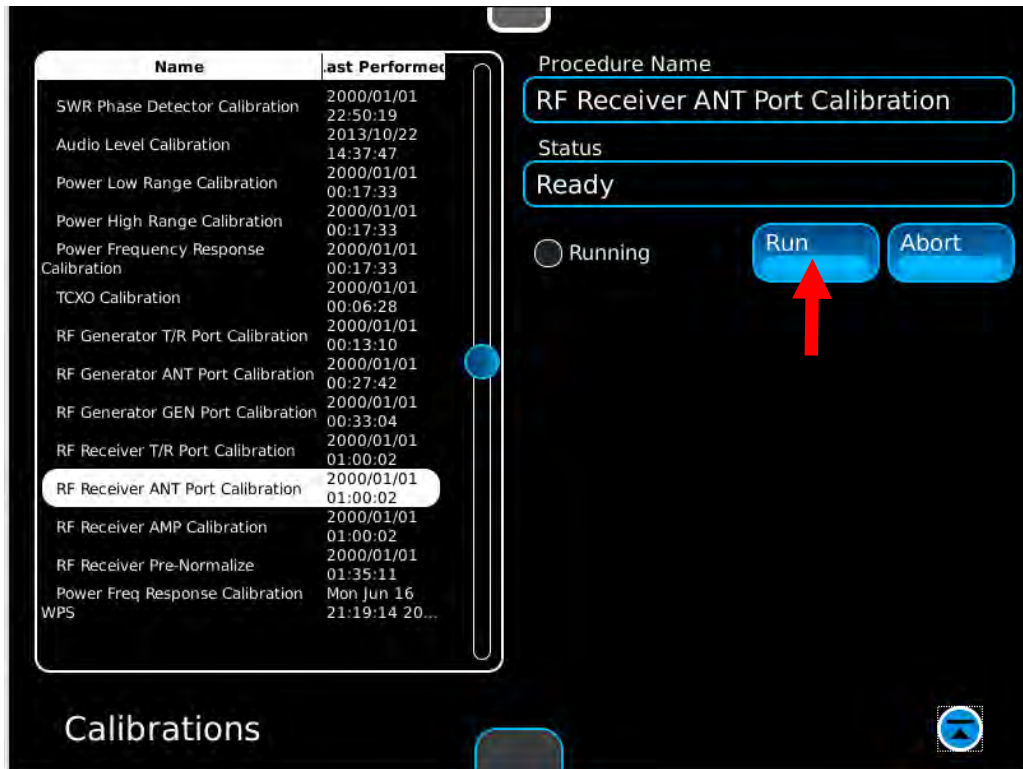 Name
.ast Performec
SWR Phase Detector Calibration
2000/01/01
22:50:19
Audio Level Calibration
2013/10/22
14:37:47
Power Low Range Calibration
2000/01/01
00:17:33
Power High Range Calibration
2000/01/01
00:17:33
Power Frequency Response
Calibration
2000/01/01
00:17:33
TCXO Calibration
2000/01/01
00:06:28
RF Generator T/R Port Calibration
2000/01/01
00:13:10
RF Generator ANT Port Calibration
2000/01/01
00:27:42
RF Generator GEN Port Calibration
2000/01/01
00:33:04
RF Receiver T/R Port Calibration
2000/01/01
01:00:02
RF Receiver ANT Port Calibration
2000/01/01
01:00:02
RF Receiver AMP Calibration
2000/01/01
01:00:02
RF Receiver Pre-Normalize
2000/01/01
01:35:11
Power Freq Response Calibration
WPS
Mon Jun 16
21:19:14 20...
Procedure Name
RF Receiver ANT Port Calibration
Status
Ready
Running
Run
Abort
Calibrations